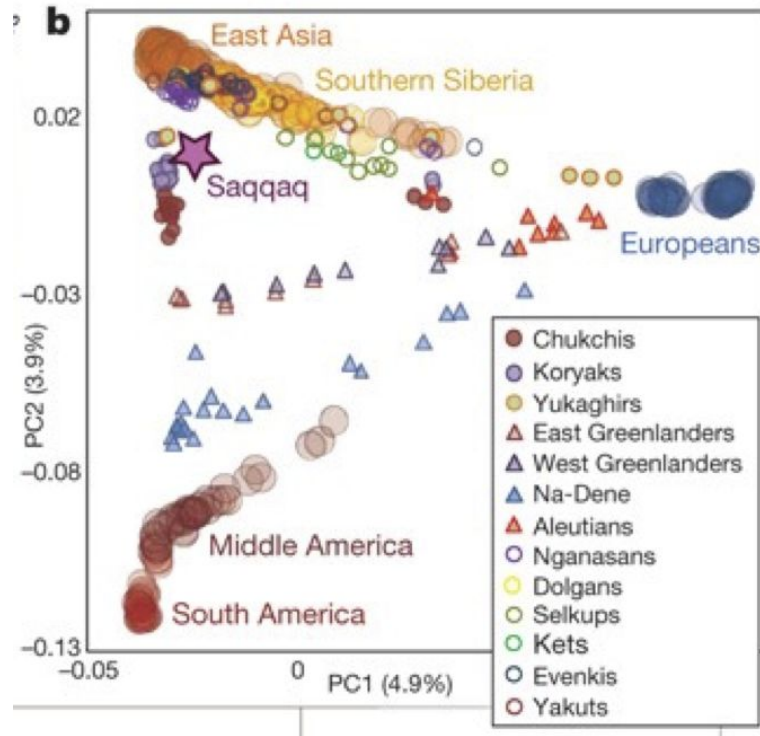 b
East Asia
Southern Siberia
0.02
Saqqaq
Europeans
−0.03
PC2 (3.9%)
−0.08
Middle America
South America
−0.13
−0.05
0
PC1 (4.9%)
Chukchis
Koryaks
Yukaghirs
East Greenlanders
West Greenlanders
Na-Dene
Aleutians
Nganasans
Dolgans
Selkups
Kets
Evenkis
Yakuts